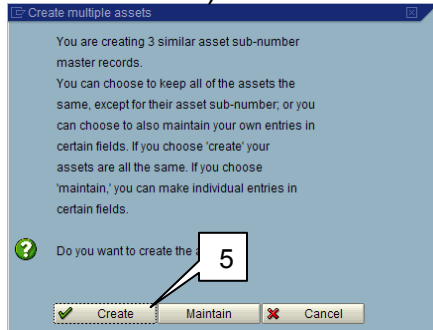 Create multiple assets
You are creating 3 similar asset sub-number
master records.
You can choose to keep all of the assets the
same, except for their asset sub-number; or you
can choose to also maintain your own entries in
certain fields. If you choose 'create' your
assets are all the same. If you choose
'maintain,' you can make individual entries in
certain fields.
Do you want to create the
5
Create Maintain Cancel